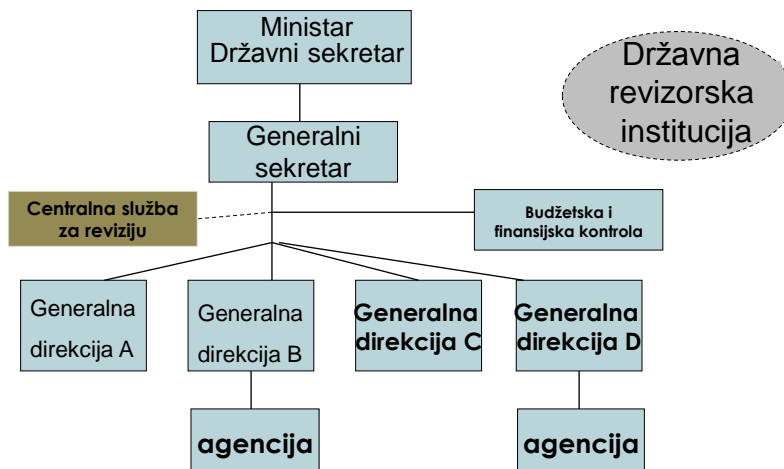 Ministar
Državni sekretar
Državna
revizorska
institucija
Generalni
sekretar
Centralna služba
za reviziju
Budžetska i
finansijska kontrola
Generalna
direkcija A
Generalna
direkcija B
Generalna
direkcija C
Generalna
direkcija D
agencija
agencija